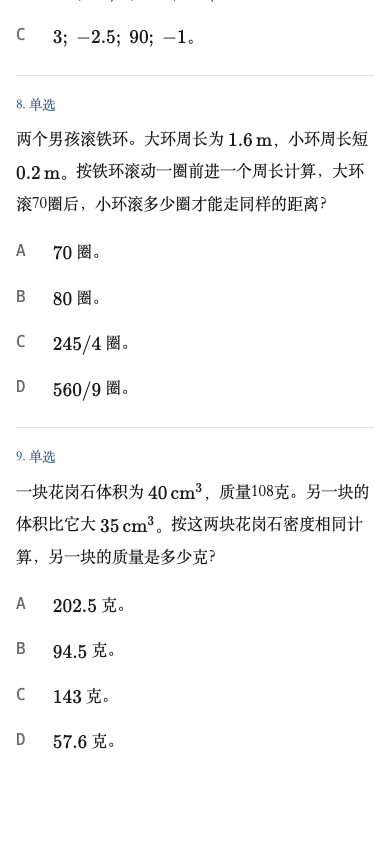 C 3; −2.5; 90; −1。
8. 单选
两个男孩滚铁环。大环周长为 1.6 m，小环周长短
0.2 m。按铁环滚动一圈前进一个周长计算，大环
滚70圈后，小环滚多少圈才能走同样的距离？
A 70 圈。
B 80 圈。
C 245/4 圈。
D 560/9 圈。
9. 单选
一块花岗石体积为 40 cm³，质量108克。另一块的
体积比它大 35 cm³。按这两块花岗石密度相同计
算，另一块的质量是多少克？
A 202.5 克。
B 94.5 克。
C 143 克。
D 57.6 克。